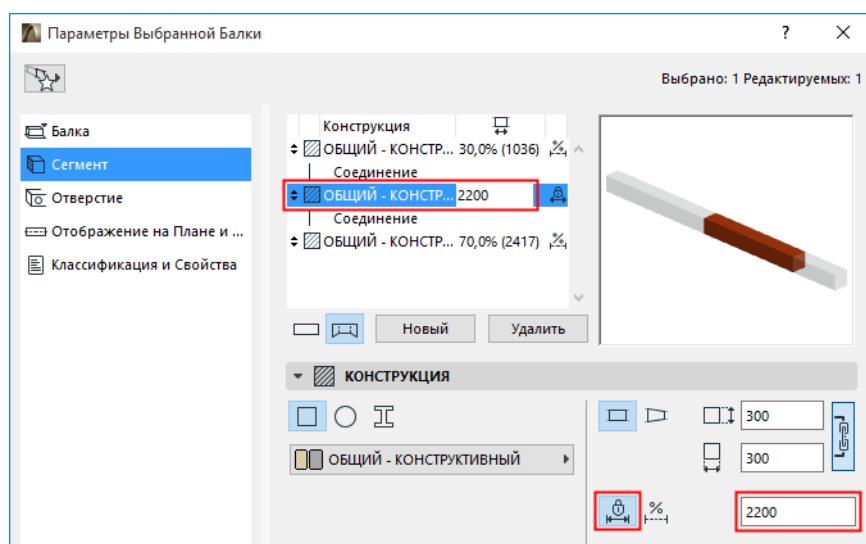 Параметры Выбранной Балки ?
Выбрано: 1 Редактируемых: 1
Балка
Сегмент
Отверстие
Отображение на Плане и ...
Классификация и Свойства
Конструкция
ОБЩИЙ - КОНСТР... 30,0% (1036)
Соединение
ОБЩИЙ - КОНСТР... 2200
Соединение
ОБЩИЙ - КОНСТР... 70,0% (2417)
Новый Удалить
КОНСТРУКЦИЯ
300
ОБЩИЙ - КОНСТРУКТИВНЫЙ
300
%
2200